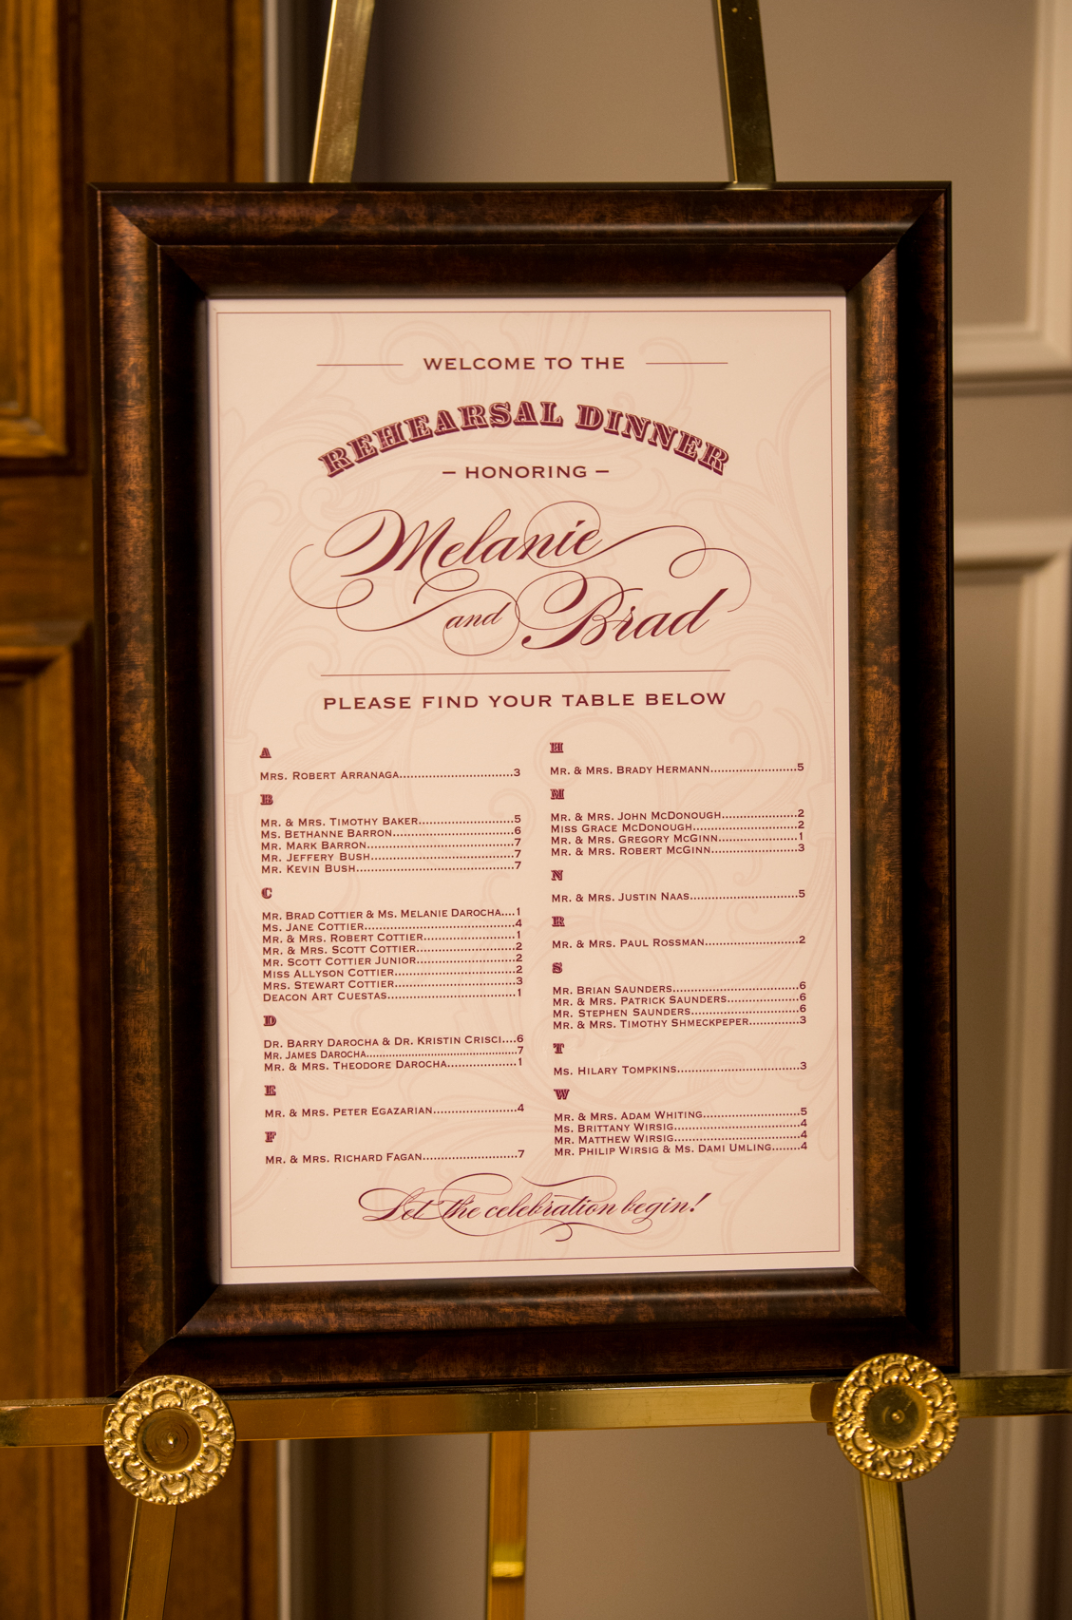 WELCOME TO THE
REHEARSAL DINNER
– HONORING –
Melanie
and Brad
PLEASE FIND YOUR TABLE BELOW
A
MRS. ROBERT ARRANAGA..............................3
B
MR. & MRS. TIMOTHY BAKER.........................5
MS. BETHANNE BARRON................................6
MR. MARK BARRON.......................................7
MR. JEFFERY BUSH......................................7
MR. KEVIN BUSH..........................................7
C
MR. BRAD COTTIER & MS. MELANIE DAROCHA....1
MS. JANE COTTIER.........................................4
MR. & MRS. ROBERT COTTIER.........................1
MR. & MRS. SCOTT COTTIER...........................2
MR. SCOTT COTTIER JUNIOR...........................2
MISS ALLYSON COTTIER.................................2
MRS. STEWART COTTIER.................................3
DEACON ART CUESTAS...................................1
D
DR. BARRY DAROCHA & DR. KRISTIN CRISCI....6
MR. JAMES DAROCHA.........................................7
MR. & MRS. THEODORE DAROCHA...................1
E
MR. & MRS. PETER EGAZARIAN.......................4
F
MR. & MRS. RICHARD FAGAN.........................7
H
MR. & MRS. BRADY HERMANN.......................5
M
MR. & MRS. JOHN MCDONOUGH.....................2
MISS GRACE MCDONOUGH.............................2
MR. & MRS. GREGORY MCGINN......................1
MR. & MRS. ROBERT MCGINN........................3
N
MR. & MRS. JUSTIN NAAS..............................5
R
MR. & MRS. PAUL ROSSMAN.........................2
S
MR. BRIAN SAUNDERS..................................6
MR. & MRS. PATRICK SAUNDERS...................6
MR. STEPHEN SAUNDERS.............................6
MR. & MRS. TIMOTHY SHMECKPEPER.............3
T
MS. HILARY TOMPKINS.................................3
W
MR. & MRS. ADAM WHITING..........................5
MS. BRITTANY WIRSIG...................................4
MR. MATTHEW WIRSIG..................................4
MR. PHILIP WIRSIG & MS. DAMI UMLING........4
Let the celebration begin!